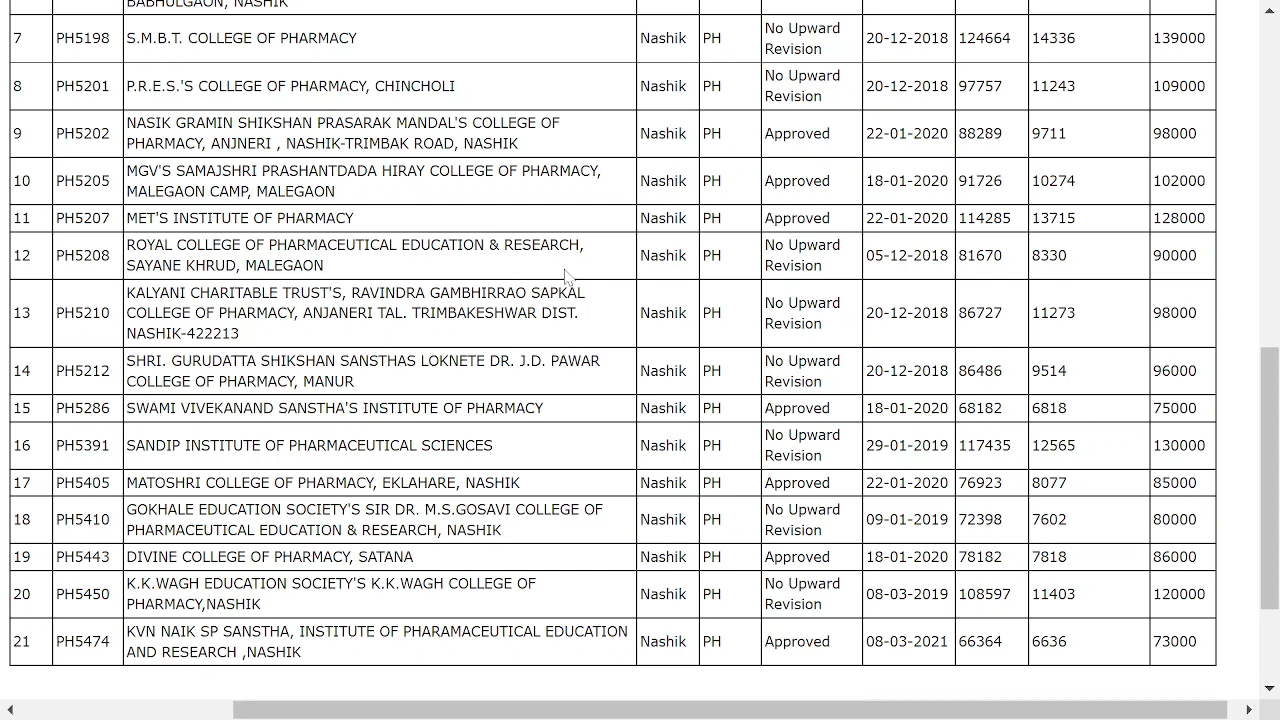 BABHULGAON, NASHIK
7 PH5198 S.M.B.T. COLLEGE OF PHARMACY Nashik PH No Upward Revision 20-12-2018 124664 14336 139000
8 PH5201 P.R.E.S.'S COLLEGE OF PHARMACY, CHINCHOLI Nashik PH No Upward Revision 20-12-2018 97757 11243 109000
9 PH5202 NASIK GRAMIN SHIKSHAN PRASARAK MANDAL'S COLLEGE OF PHARMACY, ANJNERI , NASHIK-TRIMBAK ROAD, NASHIK Nashik PH Approved 22-01-2020 88289 9711 98000
10 PH5205 MGV'S SAMAJSHRI PRASHANTDADA HIRAY COLLEGE OF PHARMACY, MALEGAON CAMP, MALEGAON Nashik PH Approved 18-01-2020 91726 10274 102000
11 PH5207 MET'S INSTITUTE OF PHARMACY Nashik PH Approved 22-01-2020 114285 13715 128000
12 PH5208 ROYAL COLLEGE OF PHARMACEUTICAL EDUCATION & RESEARCH, SAYANE KHRUD, MALEGAON Nashik PH No Upward Revision 05-12-2018 81670 8330 90000
13 PH5210 KALYANI CHARITABLE TRUST'S, RAVINDRA GAMBHIRRAO SAPKAL COLLEGE OF PHARMACY, ANJANERI TAL. TRIMBAKESHWAR DIST. NASHIK-422213 Nashik PH No Upward Revision 20-12-2018 86727 11273 98000
14 PH5212 SHRI. GURUDATTA SHIKSHAN SANSTHAS LOKNETE DR. J.D. PAWAR COLLEGE OF PHARMACY, MANUR Nashik PH No Upward Revision 20-12-2018 86486 9514 96000
15 PH5286 SWAMI VIVEKANAND SANSTHA'S INSTITUTE OF PHARMACY Nashik PH Approved 18-01-2020 68182 6818 75000
16 PH5391 SANDIP INSTITUTE OF PHARMACEUTICAL SCIENCES Nashik PH No Upward Revision 29-01-2019 117435 12565 130000
17 PH5405 MATOSHRI COLLEGE OF PHARMACY, EKLAHARE, NASHIK Nashik PH Approved 22-01-2020 76923 8077 85000
18 PH5410 GOKHALE EDUCATION SOCIETY'S SIR DR. M.S.GOSAVI COLLEGE OF PHARMACEUTICAL EDUCATION & RESEARCH, NASHIK Nashik PH No Upward Revision 09-01-2019 72398 7602 80000
19 PH5443 DIVINE COLLEGE OF PHARMACY, SATANA Nashik PH Approved 18-01-2020 78182 7818 86000
20 PH5450 K.K.WAGH EDUCATION SOCIETY'S K.K.WAGH COLLEGE OF PHARMACY,NASHIK Nashik PH No Upward Revision 08-03-2019 108597 11403 120000
21 PH5474 KVN NAIK SP SANSTHA, INSTITUTE OF PHARAMACEUTICAL EDUCATION AND RESEARCH ,NASHIK Nashik PH Approved 08-03-2021 66364 6636 73000